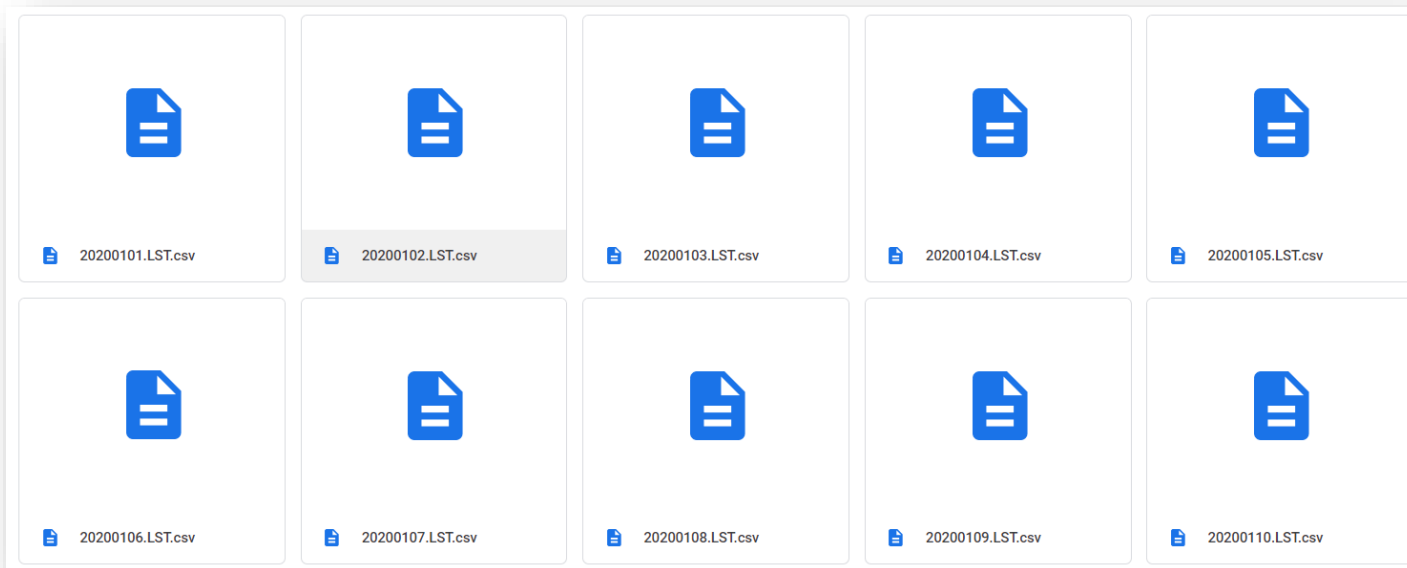 20200101.LST.csv
20200102.LST.csv
20200103.LST.csv
20200104.LST.csv
20200105.LST.csv
20200106.LST.csv
20200107.LST.csv
20200108.LST.csv
20200109.LST.csv
20200110.LST.csv